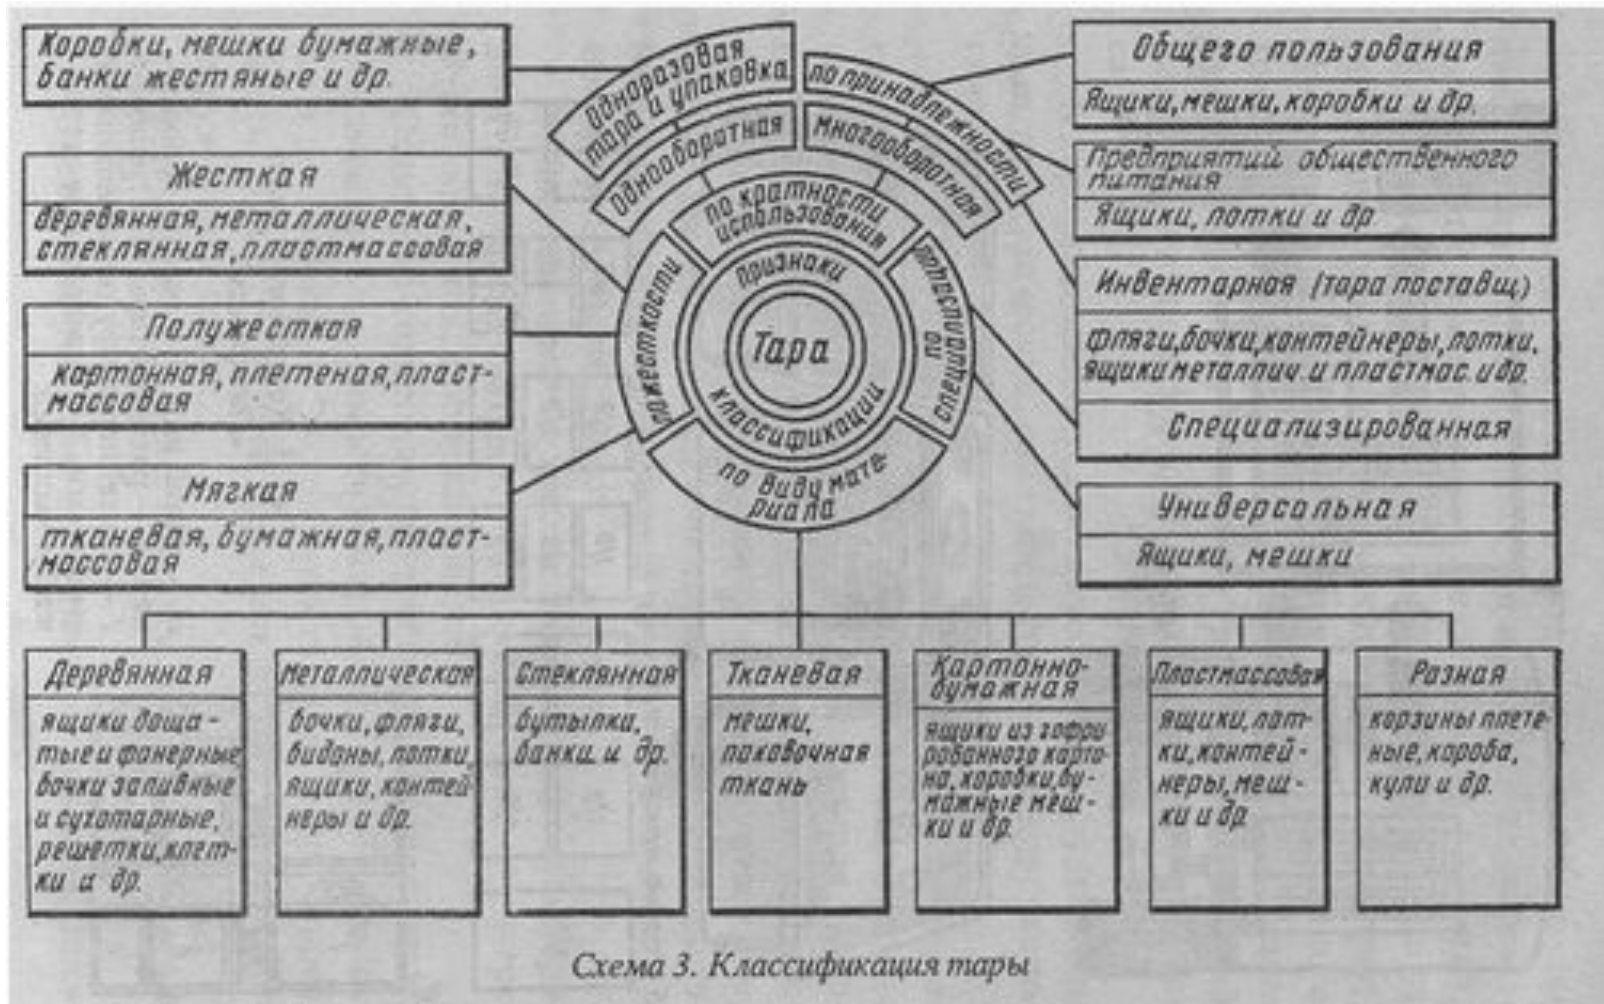 Коробки, мешки бумажные,
банки жестяные и др.
Жесткая
деревянная, металлическая,
стеклянная, пластмассовая
Полужесткая
картонная, плетеная, пласт-
массовая
Мягкая
тканевая, бумажная, пласт-
массовая
Одноразовая
тара и упаковка
по принадлежности
Однооборотная
многооборотная
по кратности
использования
по жесткости
Признаки
классификации
Тара
по
специализации
по виду мате-
риала
Общего пользования
Ящики, мешки, коробки и др.
Предприятий общественного
питания
Ящики, лотки и др.
Инвентарная (тара поставщ)
фляги, бочки, контейнеры, лотки,
ящики металлич. и пластмас. и др.
Специализированная
Универсальная
Ящики, мешки
Деревянная
ящики доща-
тые и фанерные,
бочки заливные
и сухотарные,
решетки, клет-
ки и др.
Металлическая
бочки, фляги,
бидоны, лотки,
ящики, контей-
неры и др.
Стеклянная
бутылки,
банки и др.
Тканевая
мешки,
паковочная
ткань
Картонно-
бумажная
ящики из гофри
рованного карто-
на, коробки, бу-
мажные меш-
ки и др.
Пластмассовая
ящики, лот-
ки, контей-
неры, меш-
ки и др.
Разная
корзины плете-
ные, короба,
кули и др.
Схема 3. Классификация тары